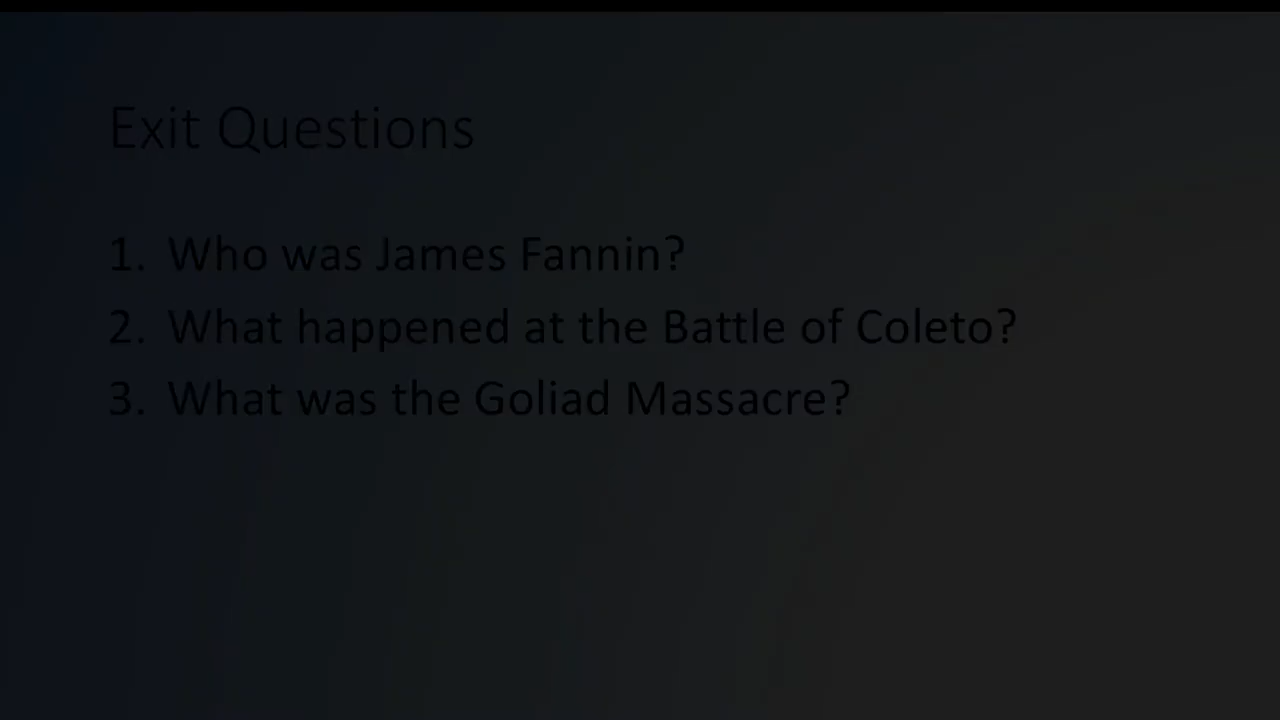 Exit Questions
1. Who was James Fannin?
2. What happened at the Battle of Coleto?
3. What was the Goliad Massacre?